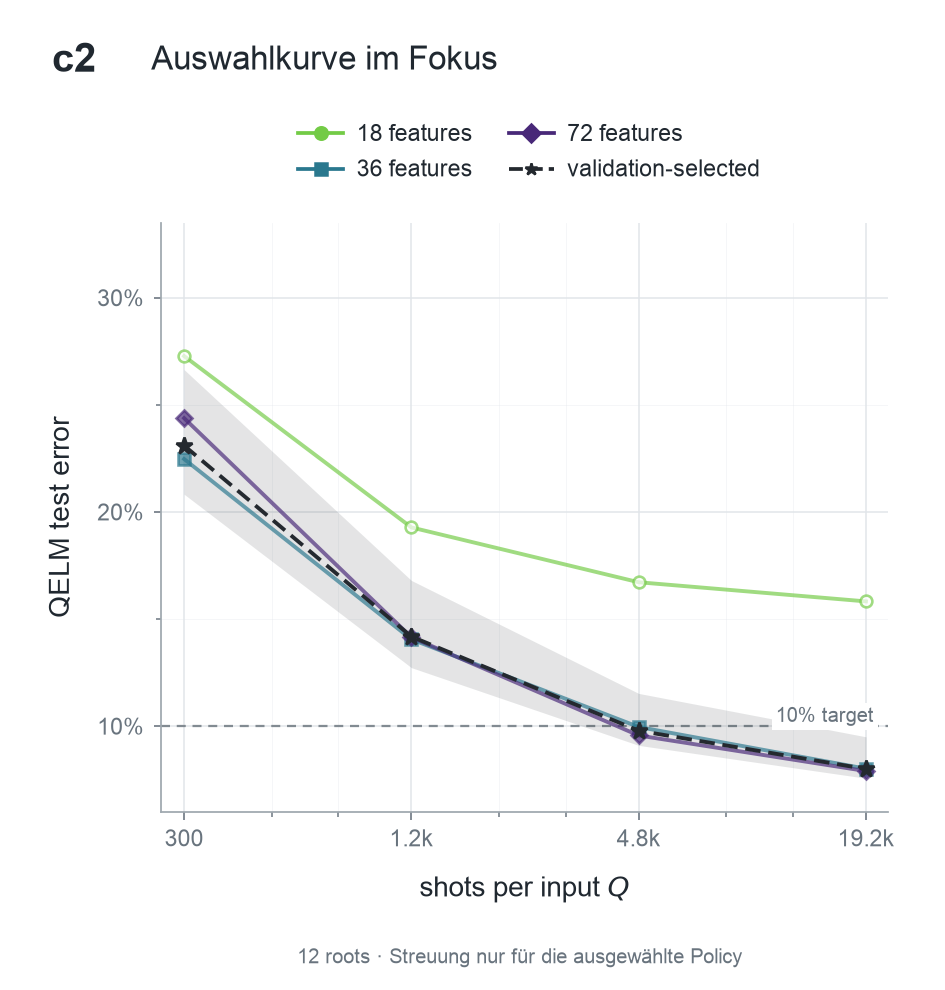 c2 Auswahlkurve im Fokus
18 features 72 features
36 features validation-selected
30%
20%
10%
QELM test error
10% target
300 1.2k 4.8k 19.2k
shots per input Q
12 roots · Streuung nur für die ausgewählte Policy